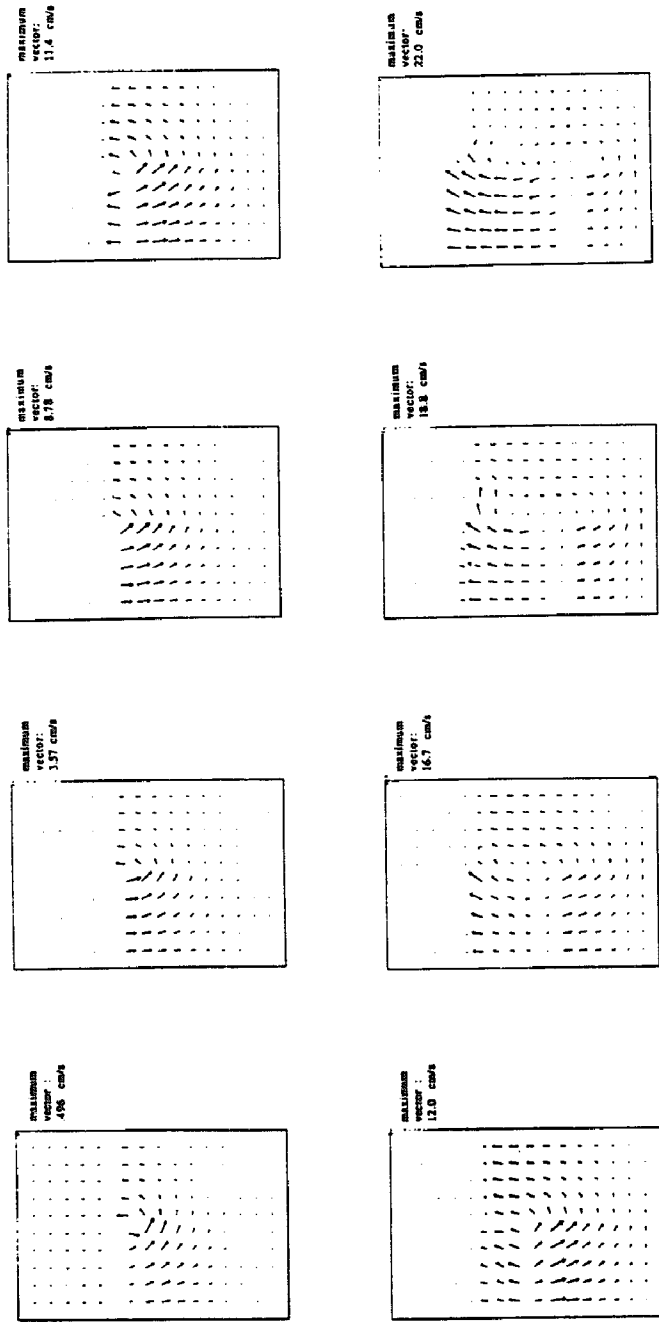 maximum
vector:
11.4 cm/s
maximum
vector:
22.0 cm/s
maximum
vector:
8.78 cm/s
maximum
vector:
18.8 cm/s
maximum
vector:
3.57 cm/s
maximum
vector:
16.7 cm/s
maximum
vector :
.496 cm/s
maximum
vector :
12.0 cm/s